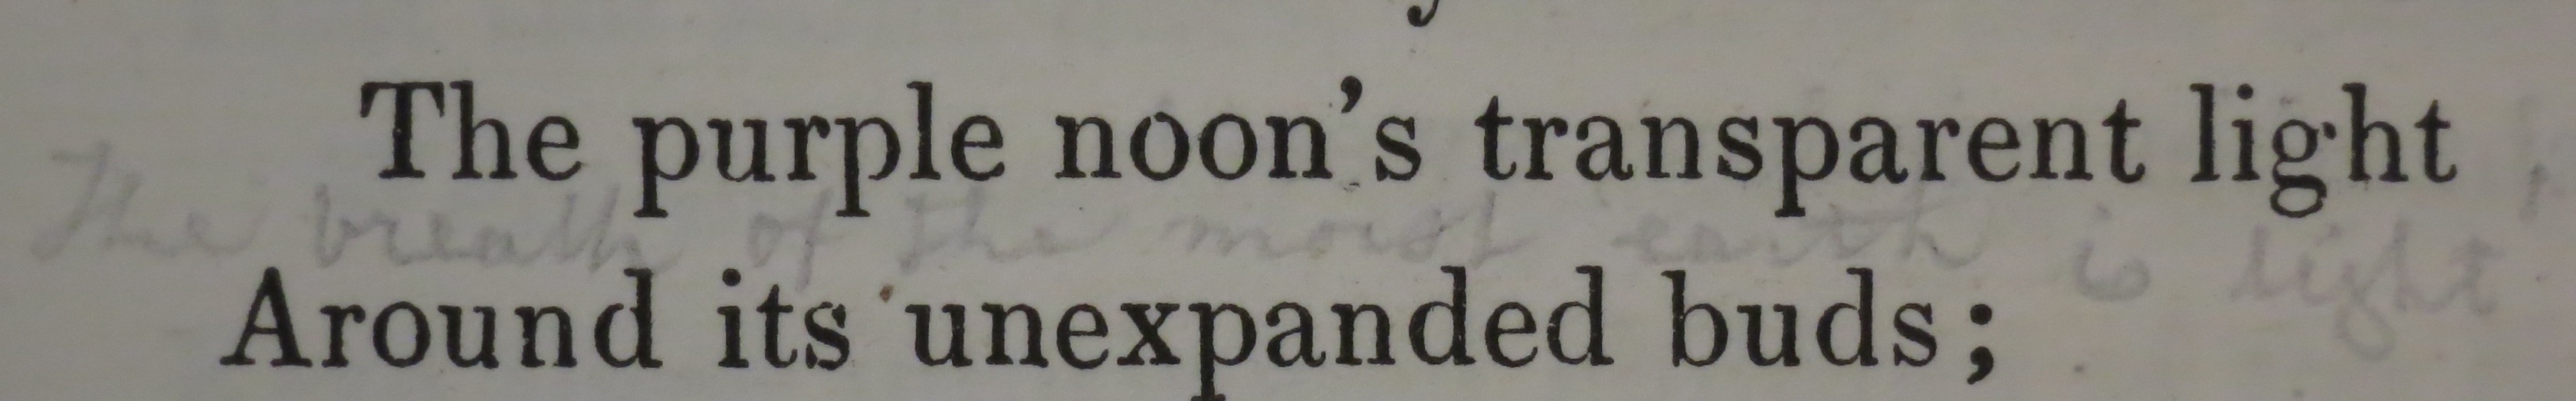 The purple noon's transparent light
The breath of the moist earth is light
Around its unexpanded buds;